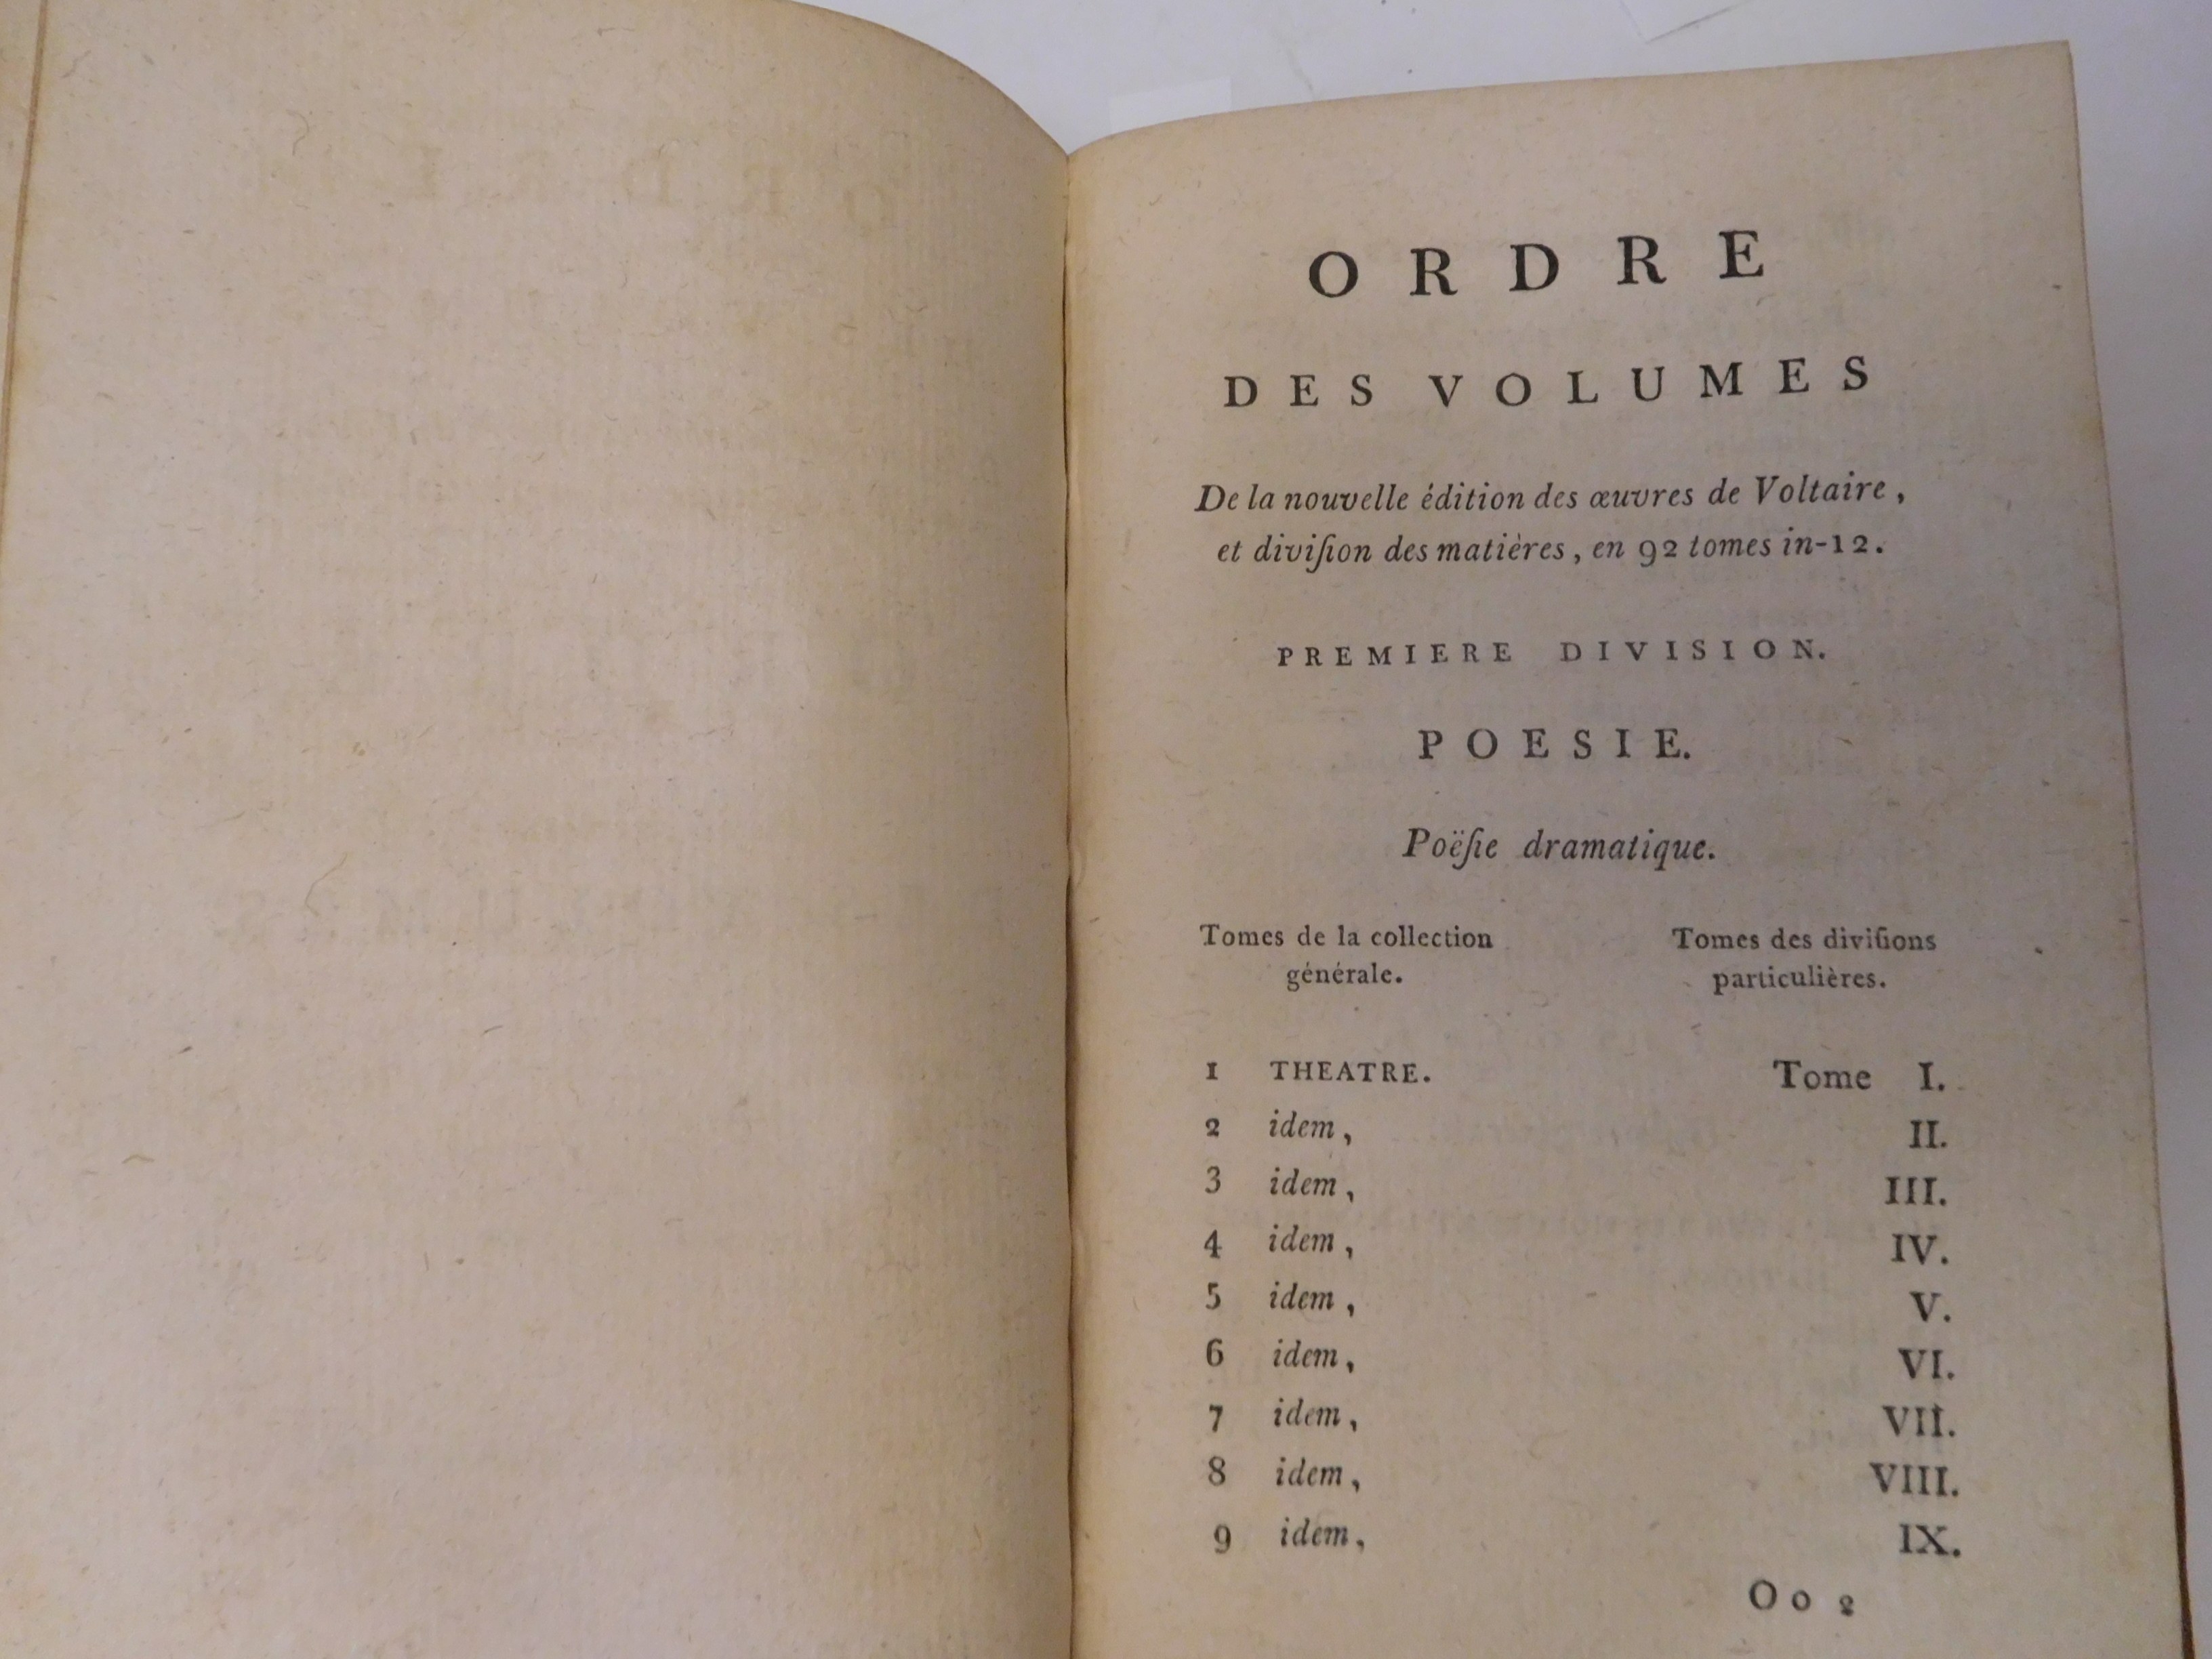 ORDRE
DES VOLUMES
De la nouvelle édition des œuvres de Voltaire,
et diviſion des matières, en 92 tomes in-12.
PREMIERE DIVISION.
POESIE.
Poëſie dramatique.
Tomes de la collection générale.
Tomes des diviſions particulières.
1 THEATRE. Tome I.
2 idem, II.
3 idem, III.
4 idem, IV.
5 idem, V.
6 idem, VI.
7 idem, VII.
8 idem, VIII.
9 idem, IX.
Oo 2